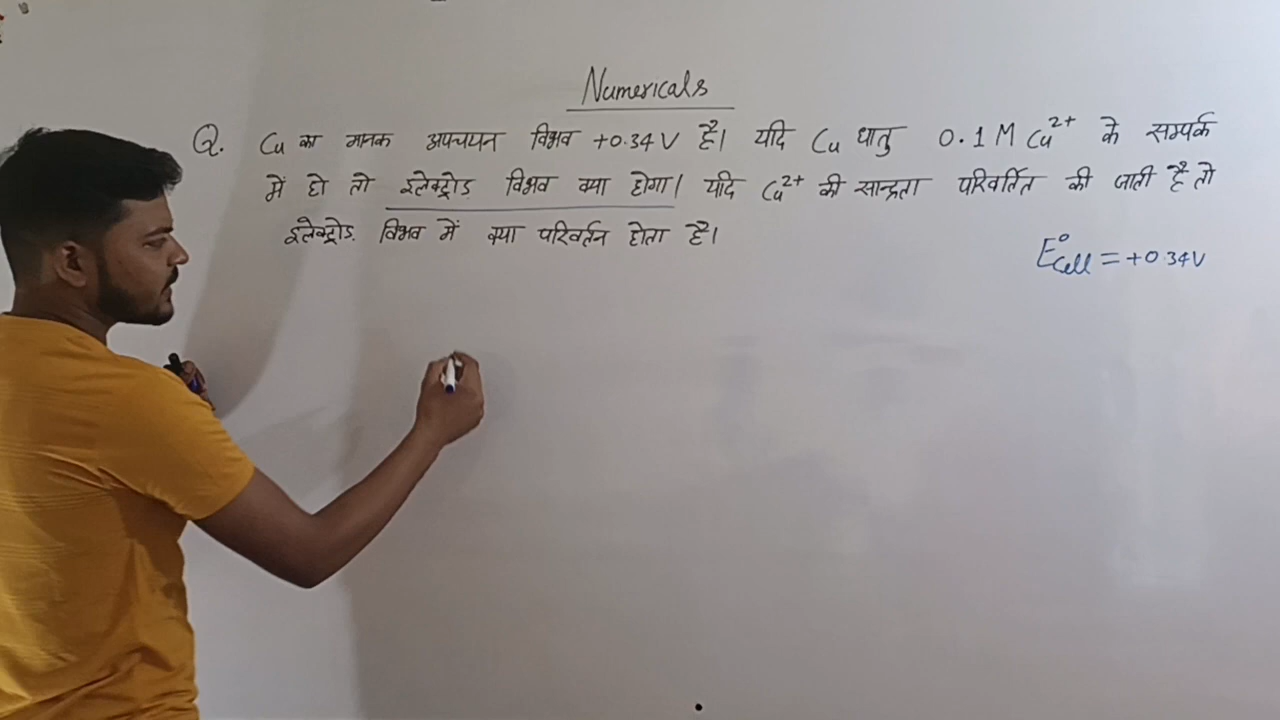 Numericals
Q. Cu का मानक अपचयन विभव +0.34 V है। यदि Cu धातु 0.1 M Cu²⁺ के सम्पर्क
में हो तो इलेक्ट्रोड विभव क्या होगा। यदि Cu²⁺ की सान्द्रता परिवर्तित की जाती है तो
इलेक्ट्रोड विभव में क्या परिवर्तन होता है।
E°cell = +0.34V